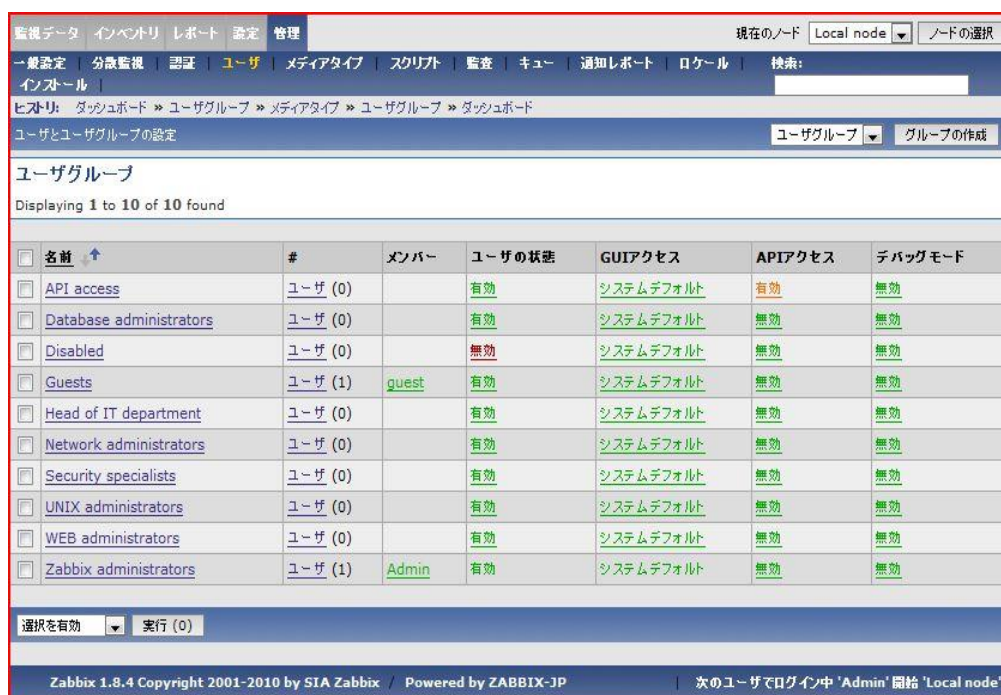 監視データ インベントリ レポート 設定 管理 現在のノード Local node ノードの選択
一般設定 | 分散監視 | 認証 | ユーザ | メディアタイプ | スクリプト | 監査 | キュー | 通知レポート | ロケール | 検索:
インストール |
ヒストリ: ダッシュボード » ユーザグループ » メディアタイプ » ユーザグループ » ダッシュボード
ユーザとユーザグループの設定 ユーザグループ グループの作成
ユーザグループ
Displaying 1 to 10 of 10 found
名前 # メンバー ユーザの状態 GUIアクセス APIアクセス デバッグモード
API access ユーザ (0) 有効 システムデフォルト 有効 無効
Database administrators ユーザ (0) 有効 システムデフォルト 無効 無効
Disabled ユーザ (0) 無効 システムデフォルト 無効 無効
Guests ユーザ (1) guest 有効 システムデフォルト 無効 無効
Head of IT department ユーザ (0) 有効 システムデフォルト 無効 無効
Network administrators ユーザ (0) 有効 システムデフォルト 無効 無効
Security specialists ユーザ (0) 有効 システムデフォルト 無効 無効
UNIX administrators ユーザ (0) 有効 システムデフォルト 無効 無効
WEB administrators ユーザ (0) 有効 システムデフォルト 無効 無効
Zabbix administrators ユーザ (1) Admin 有効 システムデフォルト 無効 無効
選択を有効 実行 (0)
Zabbix 1.8.4 Copyright 2001-2010 by SIA Zabbix / Powered by ZABBIX-JP | 次のユーザでログイン中 'Admin' 開始 'Local node'